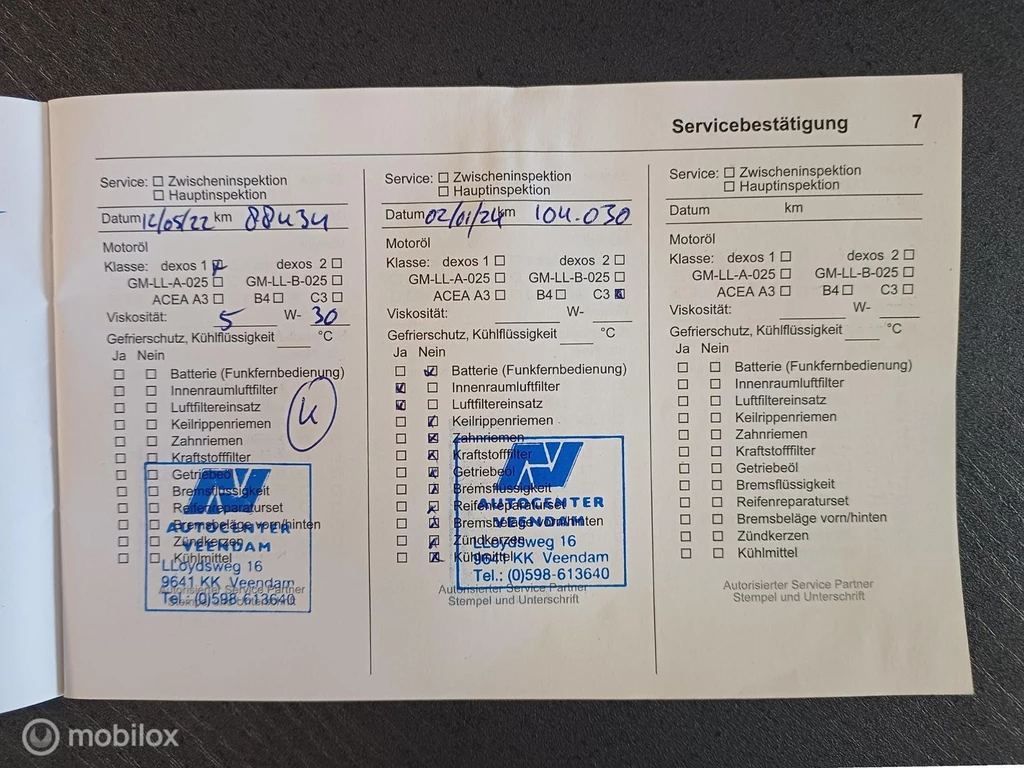 Servicebestätigung 7
Service: Zwischeninspektion
Hauptinspektion
Datum 12/05/22 km 88434
Motoröl
Klasse: dexos 1 dexos 2
GM-LL-A-025 GM-LL-B-025
ACEA A3 B4 C3
Viskosität: 5 W- 30
Gefrierschutz, Kühlflüssigkeit °C
Ja Nein
Batterie (Funkfernbedienung)
Innenraumluftfilter
Luftfiltereinsatz
Keilrippenriemen
Zahnriemen
Kraftstofffilter
Getriebeöl
Bremsflüssigkeit
Reifenreparaturset
Bremsbeläge vorn/hinten
Zündkerzen
Kühlmittel
AUTOCENTER
VEENDAM
LLoydsweg 16
9641 KK Veendam
Tel.: (0)598-613640
Autorisierter Service Partner
Stempel und Unterschrift
Service: Zwischeninspektion
Hauptinspektion
Datum 02/01/24 km 104.030
Motoröl
Klasse: dexos 1 dexos 2
GM-LL-A-025 GM-LL-B-025
ACEA A3 B4 C3
Viskosität: W-
Gefrierschutz, Kühlflüssigkeit °C
Ja Nein
Batterie (Funkfernbedienung)
Innenraumluftfilter
Luftfiltereinsatz
Keilrippenriemen
Zahnriemen
Kraftstofffilter
Getriebeöl
Bremsflüssigkeit
Reifenreparaturset
Bremsbeläge vorn/hinten
Zündkerzen
Kühlmittel
AUTOCENTER
VEENDAM
LLoydsweg 16
9641 KK Veendam
Tel.: (0)598-613640
Autorisierter Service Partner
Stempel und Unterschrift
Service: Zwischeninspektion
Hauptinspektion
Datum km
Motoröl
Klasse: dexos 1 dexos 2
GM-LL-A-025 GM-LL-B-025
ACEA A3 B4 C3
Viskosität: W-
Gefrierschutz, Kühlflüssigkeit °C
Ja Nein
Batterie (Funkfernbedienung)
Innenraumluftfilter
Luftfiltereinsatz
Keilrippenriemen
Zahnriemen
Kraftstofffilter
Getriebeöl
Bremsflüssigkeit
Reifenreparaturset
Bremsbeläge vorn/hinten
Zündkerzen
Kühlmittel
Autorisierter Service Partner
Stempel und Unterschrift
mobilox